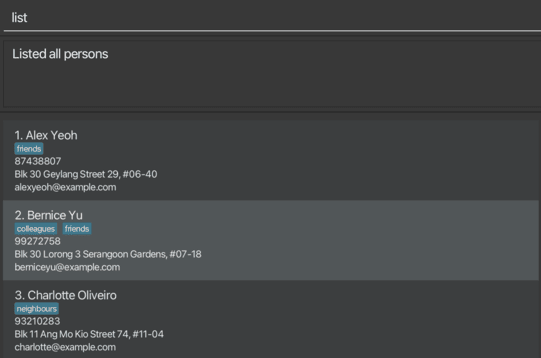 list
Listed all persons
1. Alex Yeoh
friends
87438807
Blk 30 Geylang Street 29, #06-40
alexyeoh@example.com
2. Bernice Yu
colleagues friends
99272758
Blk 30 Lorong 3 Serangoon Gardens, #07-18
berniceyu@example.com
3. Charlotte Oliveiro
neighbours
93210283
Blk 11 Ang Mo Kio Street 74, #11-04
charlotte@example.com